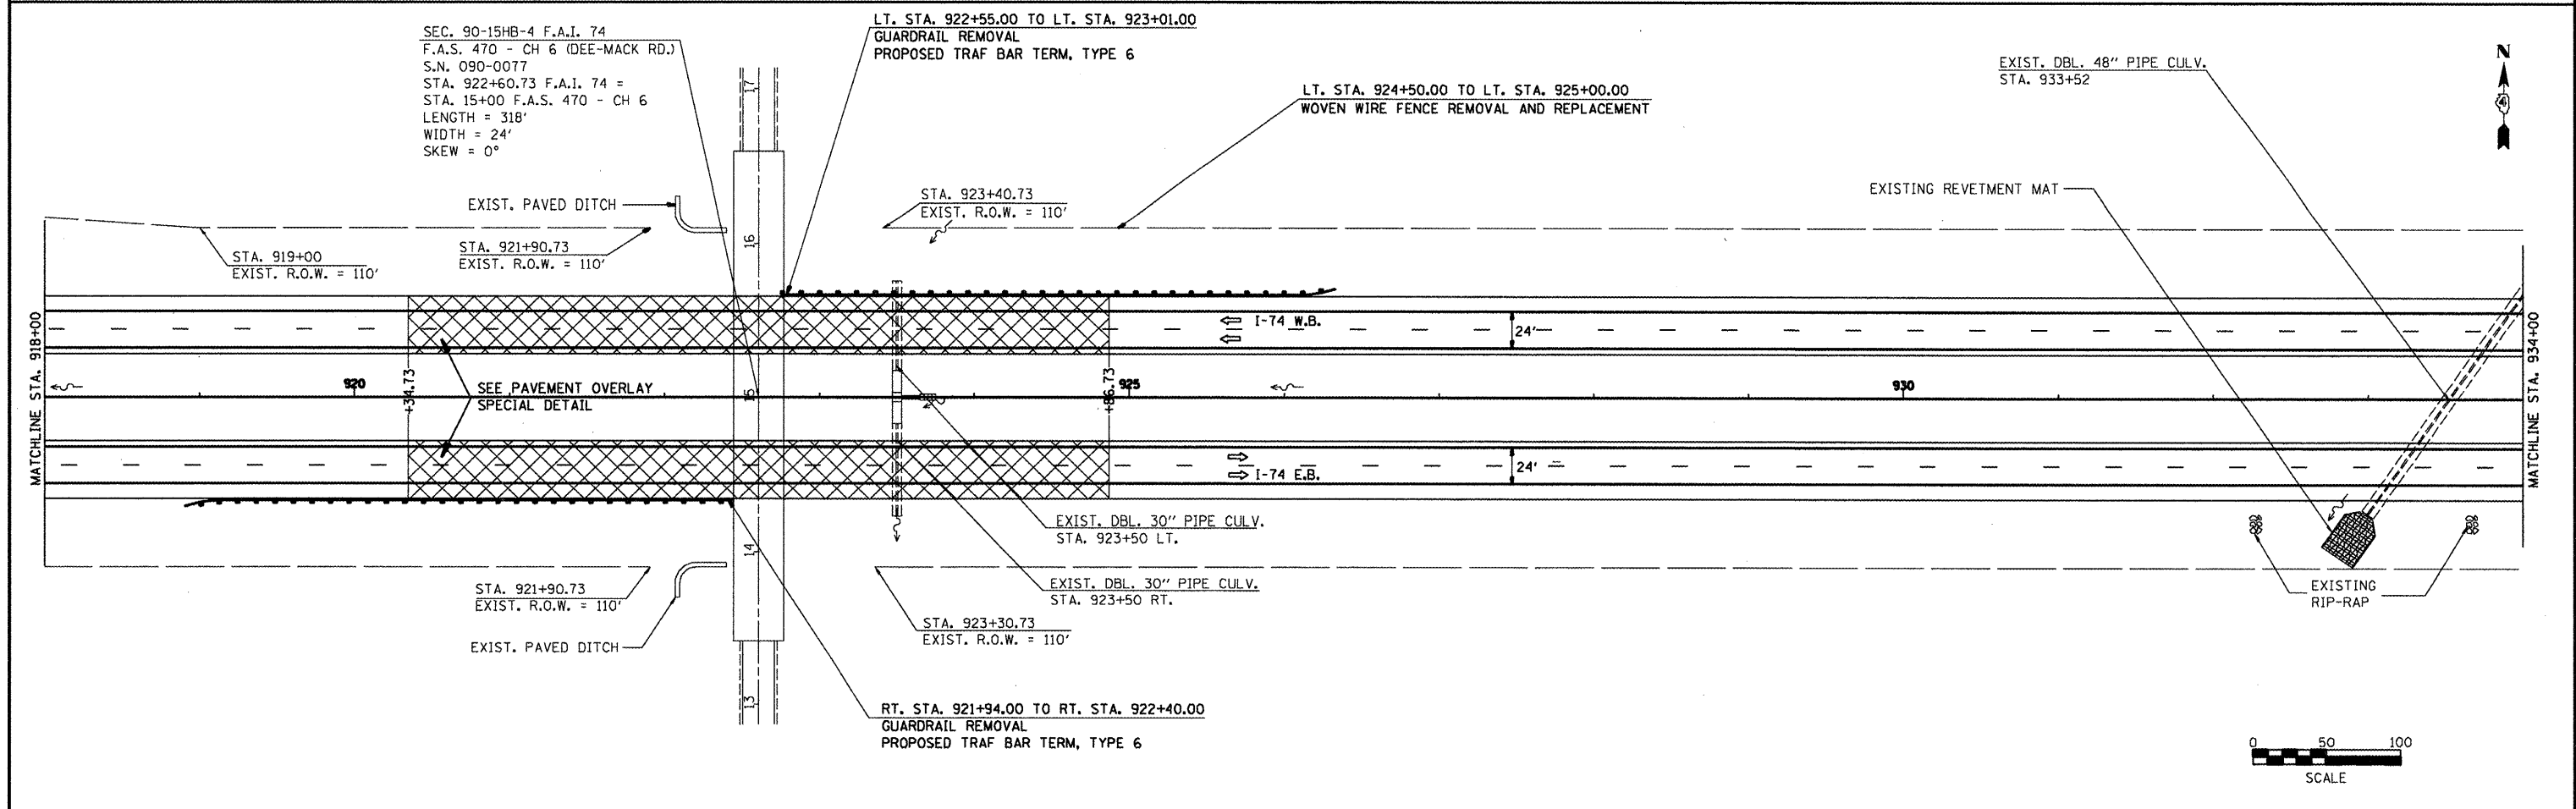 SEC. 90-15HB-4 F.A.I. 74
F.A.S. 470 - CH 6 (DEE-MACK RD.)
S.N. 090-0077
STA. 922+60.73 F.A.I. 74 =
STA. 15+00 F.A.S. 470 - CH 6
LENGTH = 318'
WIDTH = 24'
SKEW = 0°
LT. STA. 922+55.00 TO LT. STA. 923+01.00
GUARDRAIL REMOVAL
PROPOSED TRAF BAR TERM, TYPE 6
LT. STA. 924+50.00 TO LT. STA. 925+00.00
WOVEN WIRE FENCE REMOVAL AND REPLACEMENT
EXIST. DBL. 48" PIPE CULV.
STA. 933+52
N
17
EXISTING REVETMENT MAT
EXIST. PAVED DITCH
STA. 923+40.73
EXIST. R.O.W. = 110'
16
STA. 919+00
EXIST. R.O.W. = 110'
STA. 921+90.73
EXIST. R.O.W. = 110'
MATCHLINE STA. 918+00
I-74 W.B.
24'
MATCHLINE STA. 934+00
920
+34.73
SEE PAVEMENT OVERLAY
SPECIAL DETAIL
15
925
+86.73
930
I-74 E.B.
24'
EXIST. DBL. 30" PIPE CULV.
STA. 923+50 LT.
14
STA. 921+90.73
EXIST. R.O.W. = 110'
EXIST. DBL. 30" PIPE CULV.
STA. 923+50 RT.
EXISTING
RIP-RAP
STA. 923+30.73
EXIST. R.O.W. = 110'
EXIST. PAVED DITCH
13
RT. STA. 921+94.00 TO RT. STA. 922+40.00
GUARDRAIL REMOVAL
PROPOSED TRAF BAR TERM, TYPE 6
0 50 100
SCALE